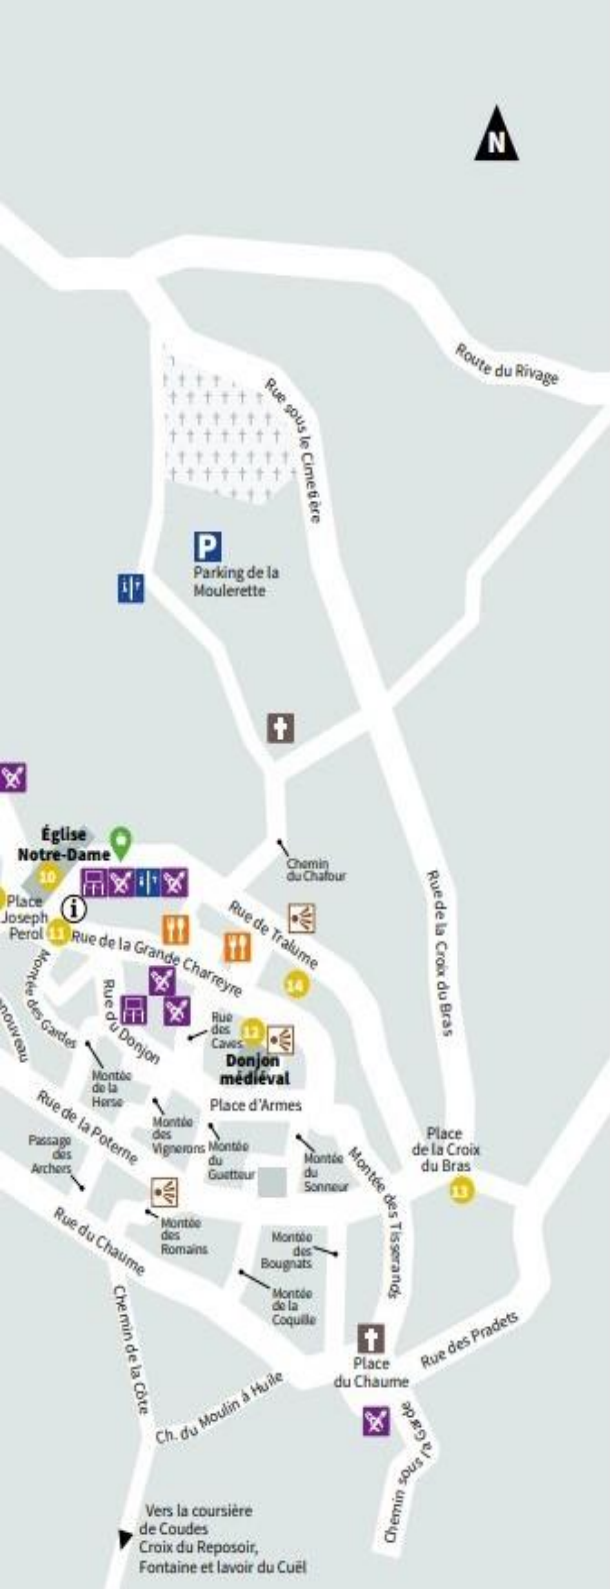 N
Route du Rivage
Rue sous le Cimetière
P
Parking de la
Moulerette
Église
Notre-Dame
10
Chemin
du Chafour
Place
Joseph
Perol
i
11
Rue de la Grande Charreyre
Rue de Tralume
Rue de la Croix du Bras
14
Montée des Gardes
Rue du Donjon
Rue
des
Caves
12
Donjon
médiéval
Montée
de la
Herse
Place d'Armes
Rue de la Poterne
Montée
des
Vignerons
Montée
du
Guetteur
Montée
du
Sonneur
Place
de la Croix
du Bras
13
Passage
des
Archers
Montée des Tisserands
Rue du Chaume
Montée
des
Romains
Montée
des
Bougnats
Montée
de la
Coquille
Chemin de la Côte
Rue des Pradets
Place
du Chaume
Ch. du Moulin à Huile
Chemin sous la Garde
Vers la coursière
de Coudes
Croix du Reposoir,
Fontaine et lavoir du Cuël